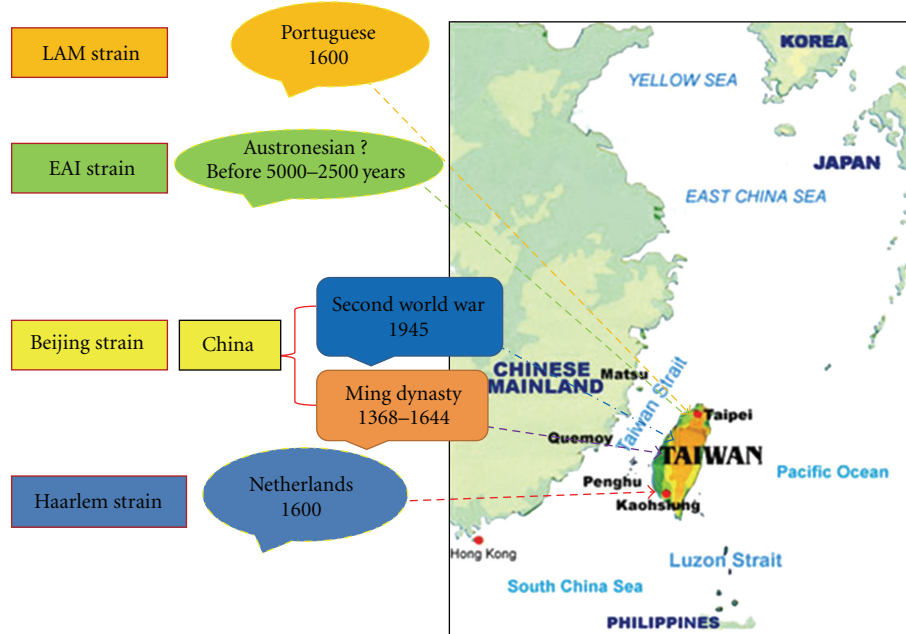 LAM strain
Portuguese
1600
EAI strain
Austronesian ?
Before 5000–2500 years
Beijing strain
China
Second world war
1945
Ming dynasty
1368–1644
Haarlem strain
Netherlands
1600
KOREA
YELLOW SEA
JAPAN
EAST CHINA SEA
CHINESE
MAINLAND
Matsu
Taiwan Strait
Taipei
Quemoy
TAIWAN
Penghu
Pacific Ocean
Kaohsiung
Hong Kong
Luzon Strait
South China Sea
PHILIPPINES